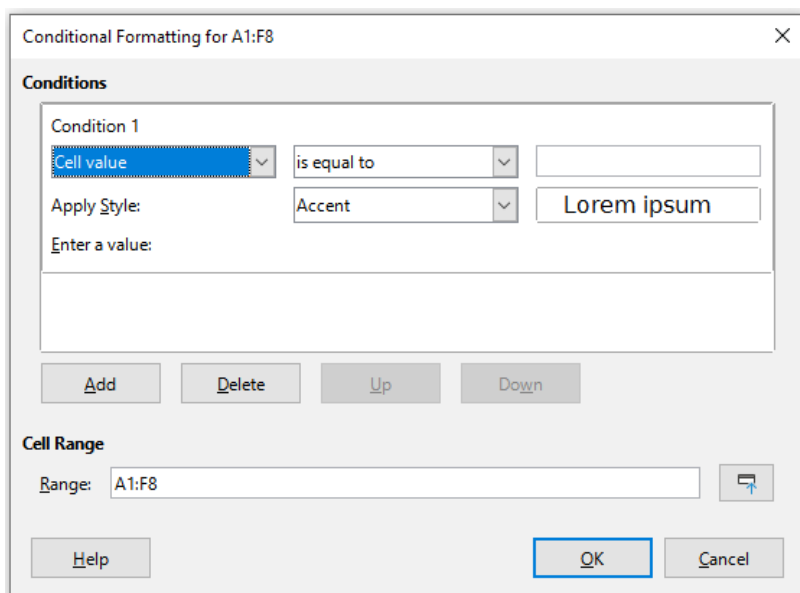 Conditional Formatting for A1:F8
Conditions
Condition 1
Cell value is equal to
Apply Style: Accent Lorem ipsum
Enter a value:
Add Delete Up Down
Cell Range
Range: A1:F8
Help OK Cancel